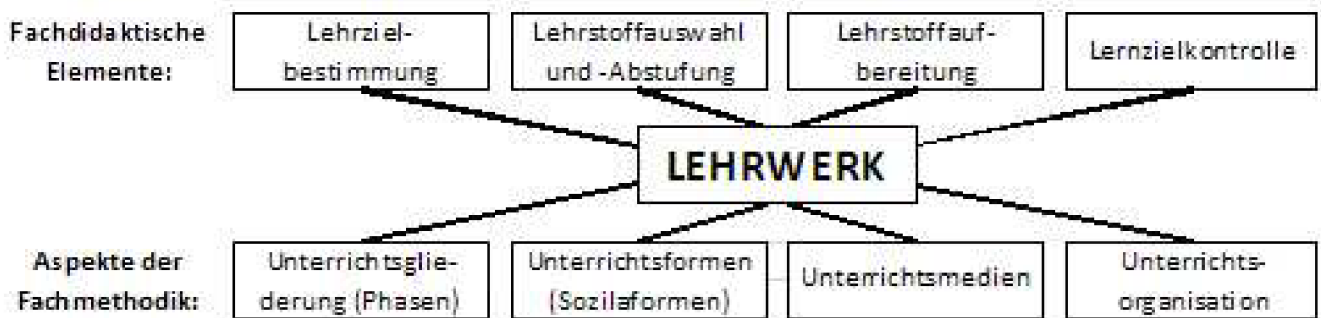 Fachdidaktische Elemente:
Lehrziel-
bestimmung
Lehrstoffauswahl
und -Abstufung
Lehrstoffauf-
bereitung
Lernzielkontrolle
LEHRWERK
Aspekte der
Fachmethodik:
Unterrichtsglie-
derung (Phasen)
Unterrichtsformen
(Sozilaformen)
Unterrichtsmedien
Unterrichts-
organisation